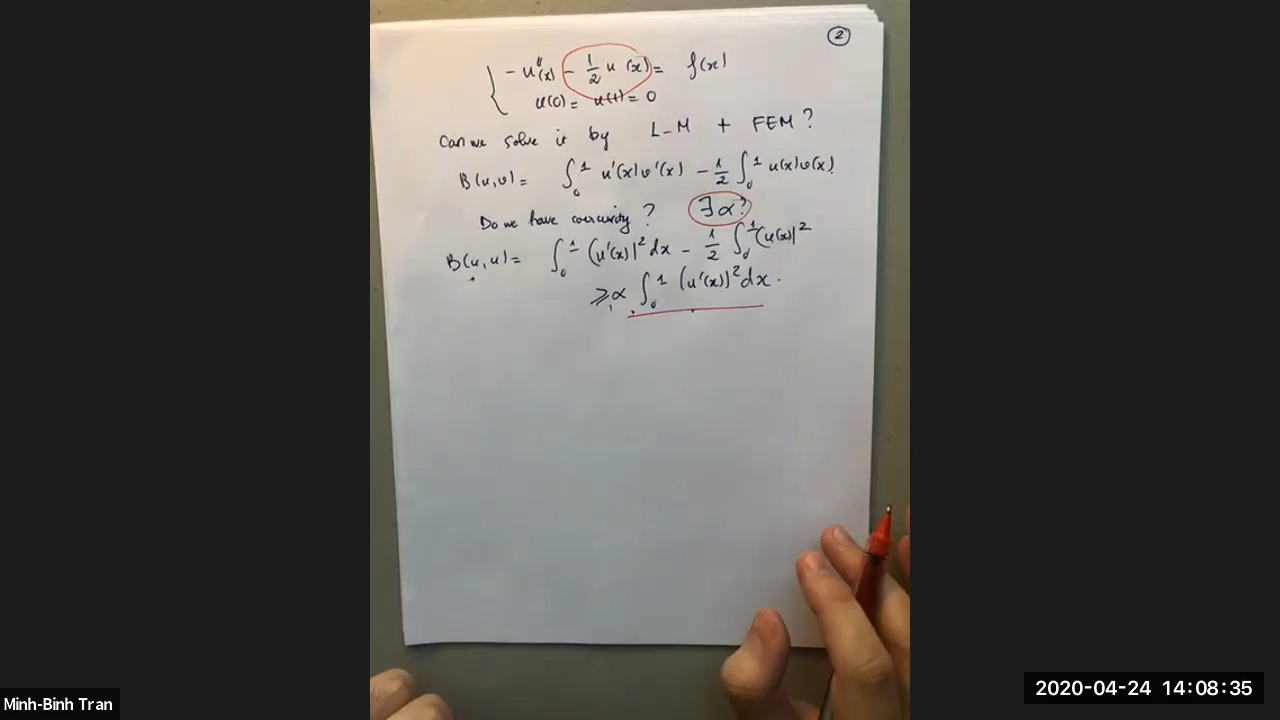 ②
{ - u''(x) - 1/2 u (x) = f(x)
u(0) = u(1) = 0
Can we solve it by L-M + FEM?
B(u,v) = ∫₀¹ u'(x)v'(x) - 1/2 ∫₀¹ u(x)v(x).
Do we have coercivity? ∃ α?
B(u,u) = ∫₀¹ (u'(x)|² dx - 1/2 ∫₀¹ (u(x)|²
≥ α ∫₀¹ (u'(x))² dx.
Minh-Binh Tran
2020-04-24 14:08:35